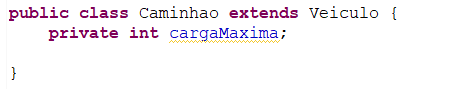 public class Caminhao extends Veiculo {
    private int cargaMaxima;
}